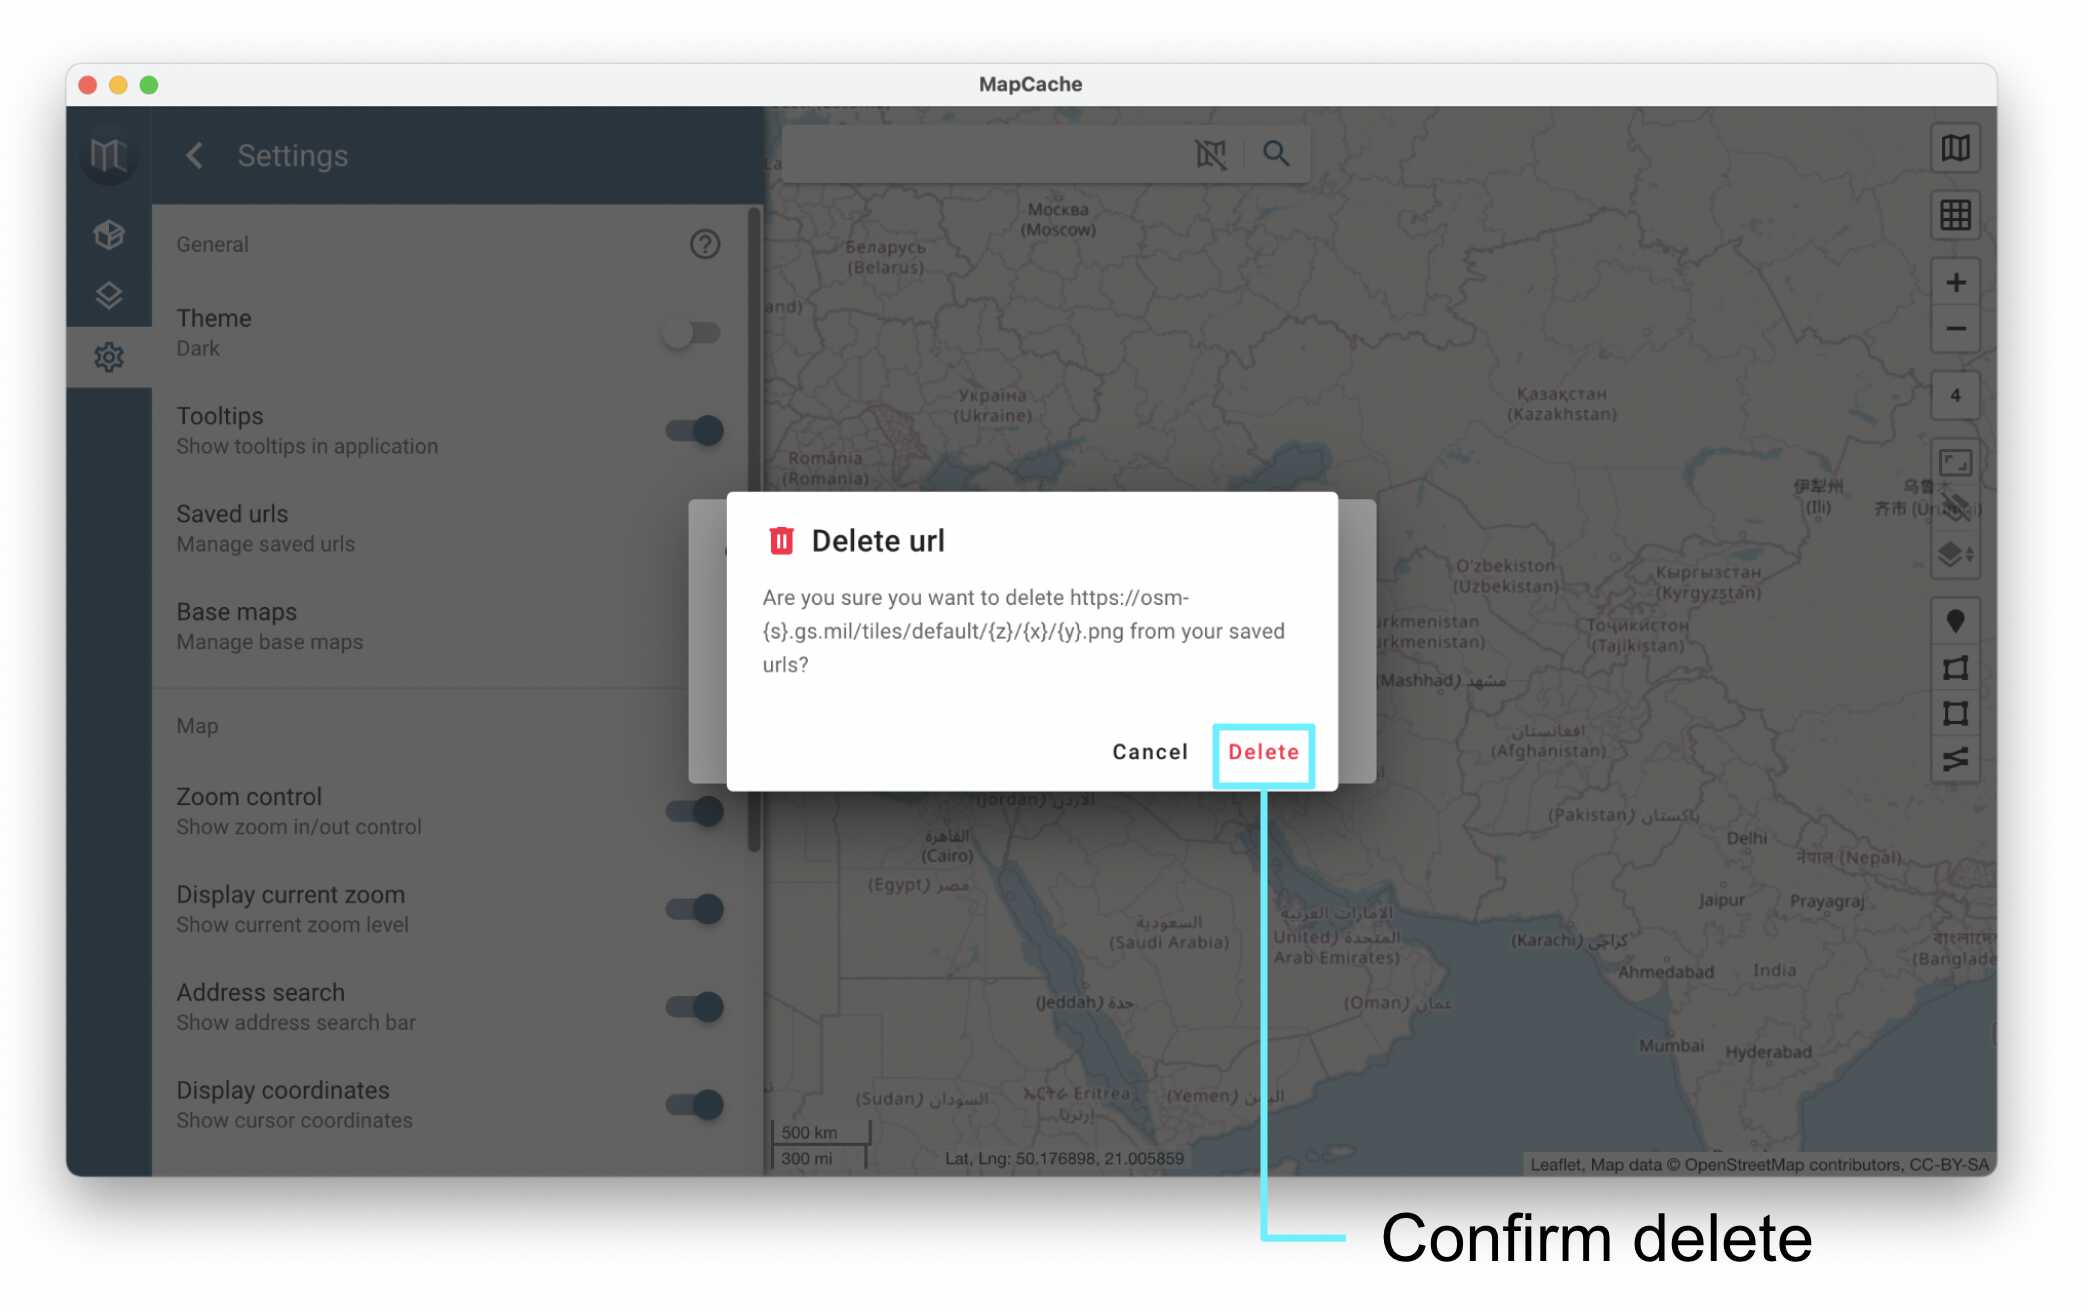 MapCache
Settings
General
Theme
Dark
Tooltips
Show tooltips in application
Saved urls
Manage saved urls
Base maps
Manage base maps
Map
Zoom control
Show zoom in/out control
Display current zoom
Show current zoom level
Address search
Show address search bar
Display coordinates
Show cursor coordinates
Москва
(Moscow)
Беларусь
(Belarus)
and)
Україна
(Ukraine)
România
(Romania)
Қазақстан
(Kazakhstan)
伊犁州
(Ili)
4
Delete url
Are you sure you want to delete https://osm-
{s}.gs.mil/tiles/default/{z}/{x}/{y}.png from your saved
urls?
Cancel
Delete
O'zbekiston
(Uzbekistan)
Кыргызстан
(Kyrgyzstan)
Тоҷикистон
(Tajikistan)
(Mashhad) مشهد
افغانستان
(Afghanistan)
(Jordan) الأردن
القاهرة
(Cairo)
(Egypt) مصر
السعودية
(Saudi Arabia)
الإمارات العربية
United) المتحدة
Arab Emirates)
(Pakistan) پاکستان
Delhi
नेपाल (Nepal)
Jaipur
Prayagraj
(Karachi) کراچی
Ahmedabad
India
(Jeddah) جدة
(Oman) عمان
Mumbai
Hyderabad
(Sudan) السودان
ኤርትራ Eritrea
إرتريا
(Yemen) اليمن
500 km
300 mi
Lat, Lng: 50.176898, 21.005859
Leaflet, Map data © OpenStreetMap contributors, CC-BY-SA
Confirm delete